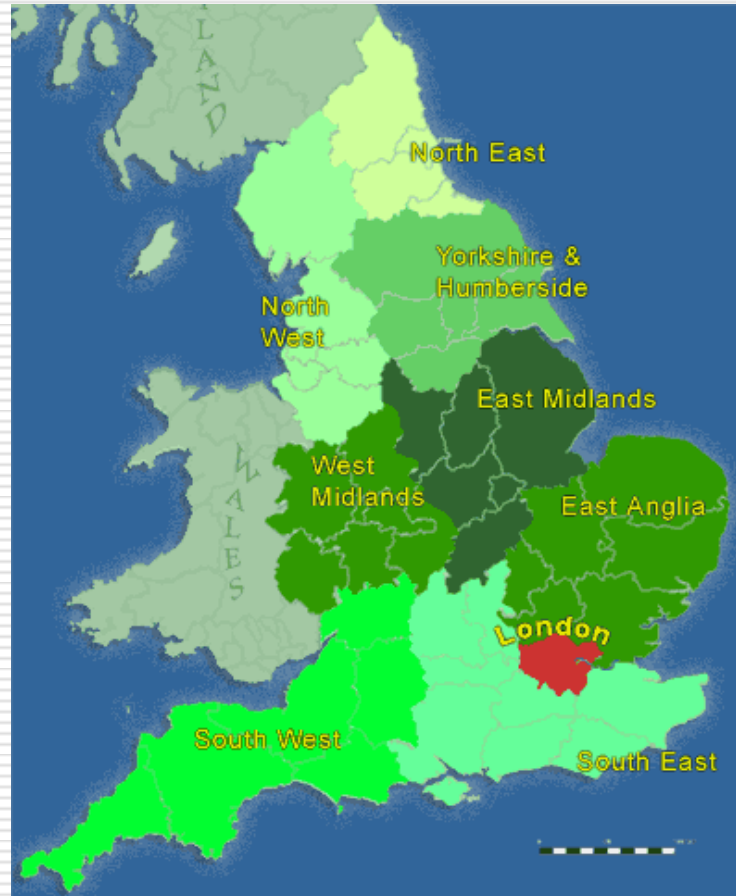 LAND
North East
Yorkshire &
Humberside
North
West
East Midlands
West
Midlands
East Anglia
WALES
London
South West
South East